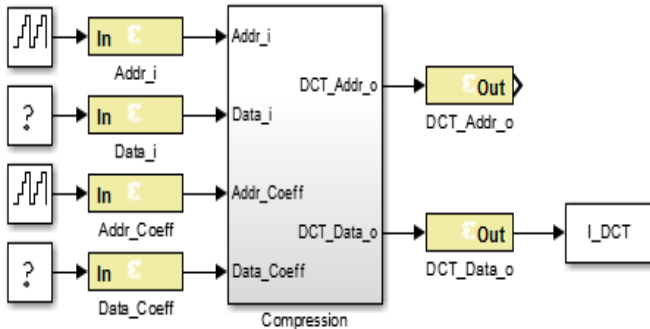 In
Addr_i
Addr_i
DCT_Addr_o
Out
DCT_Addr_o
?
In
Data_i
Data_i
In
Addr_Coeff
Addr_Coeff
DCT_Data_o
Out
I_DCT
DCT_Data_o
?
In
Data_Coeff
Data_Coeff
Compression